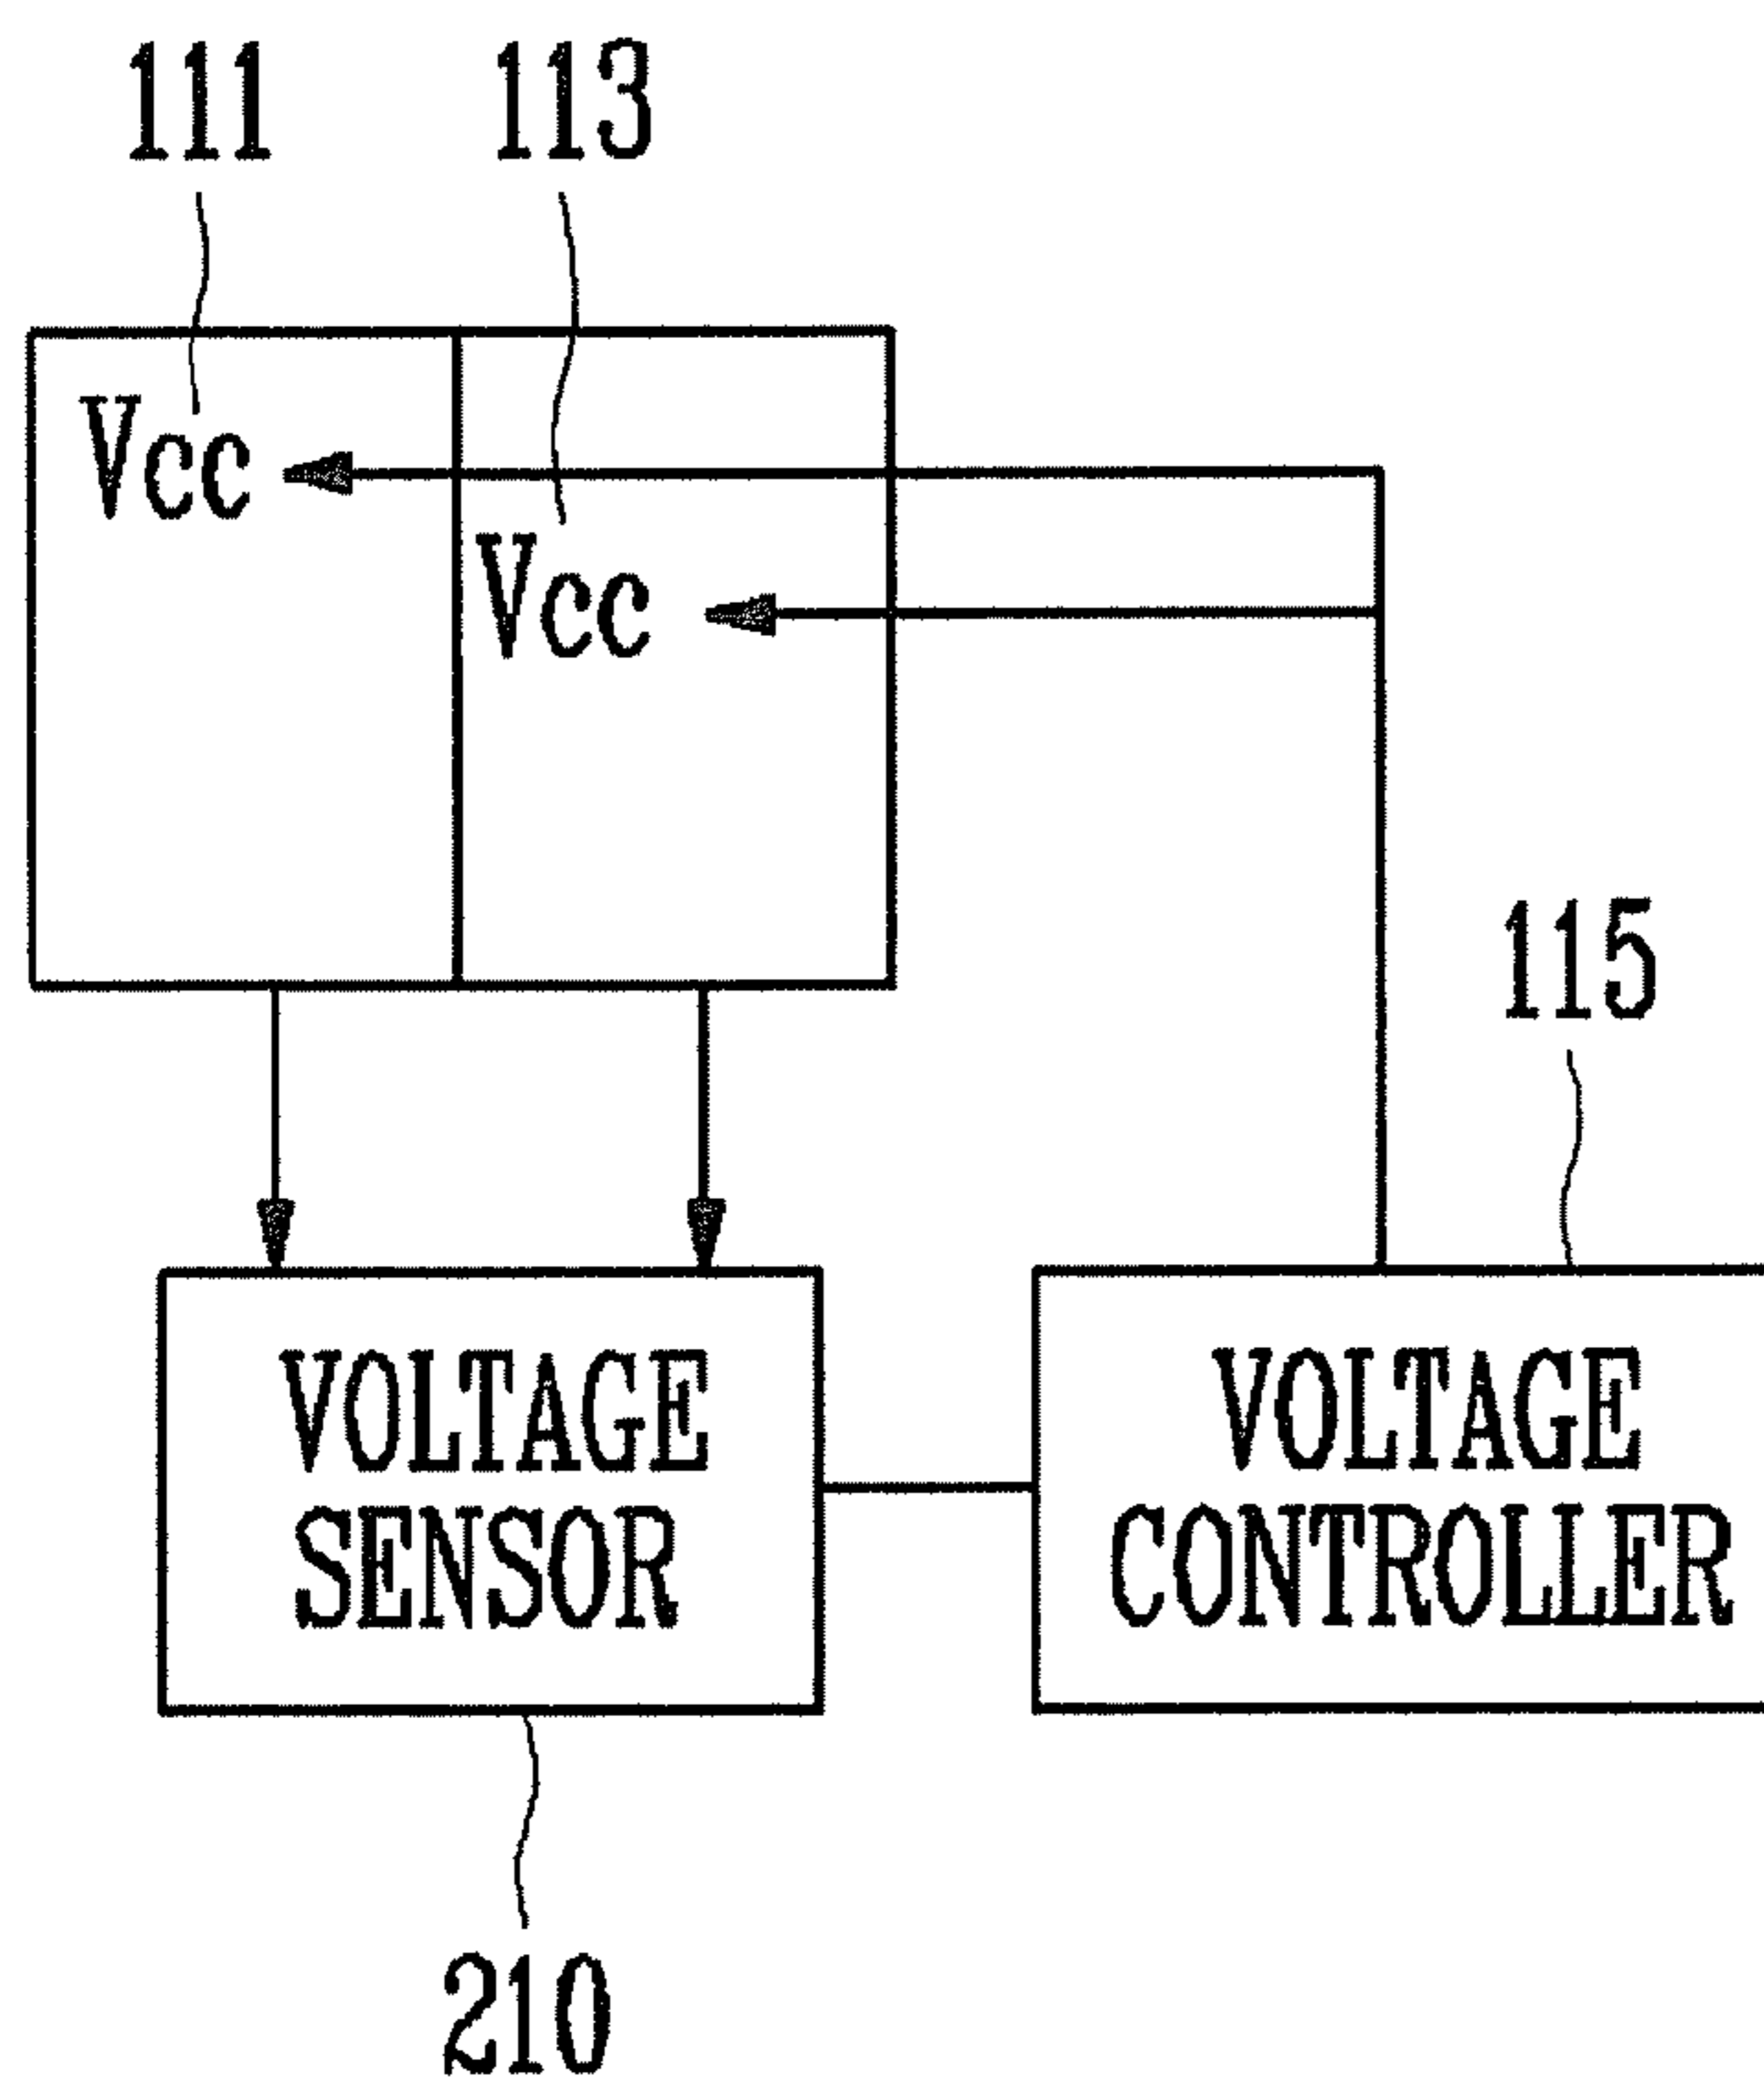 111
113
Vcc
Vcc
115
VOLTAGE
SENSOR
VOLTAGE
CONTROLLER
210